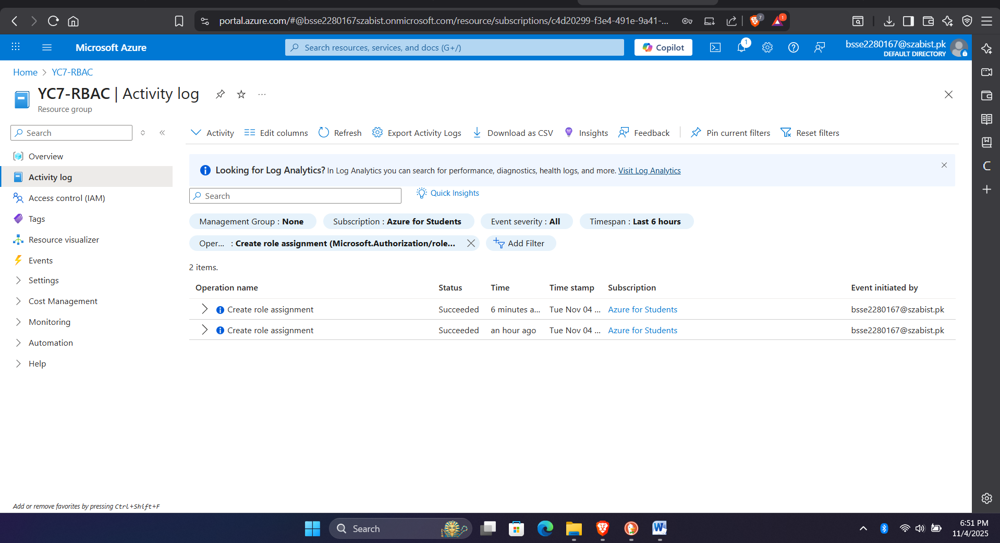 portal.azure.com/#@bsse2280167szabist.onmicrosoft.com/resource/subscriptions/c4d20299-f3e4-491e-9a41-...
7
1
Microsoft Azure
Search resources, services, and docs (G+/)
Copilot
1
bsse2280167@szabist.pk
DEFAULT DIRECTORY
Home > YC7-RBAC
YC7-RBAC | Activity log
Resource group
Search
Activity
Edit columns
Refresh
Export Activity Logs
Download as CSV
Insights
Feedback
Pin current filters
Reset filters
Overview
Activity log
Access control (IAM)
Tags
Resource visualizer
Events
Settings
Cost Management
Monitoring
Automation
Help
Add or remove favorites by pressing Ctrl+Shift+F
Looking for Log Analytics? In Log Analytics you can search for performance, diagnostics, health logs, and more. Visit Log Analytics
Search
Quick Insights
Management Group : None
Subscription : Azure for Students
Event severity : All
Timespan : Last 6 hours
Oper... : Create role assignment (Microsoft.Authorization/role...
Add Filter
2 items.
Operation name Status Time Time stamp Subscription Event initiated by
Create role assignment Succeeded 6 minutes a... Tue Nov 04 ... Azure for Students bsse2280167@szabist.pk
Create role assignment Succeeded an hour ago Tue Nov 04 ... Azure for Students bsse2280167@szabist.pk
Search
6:51 PM
11/4/2025